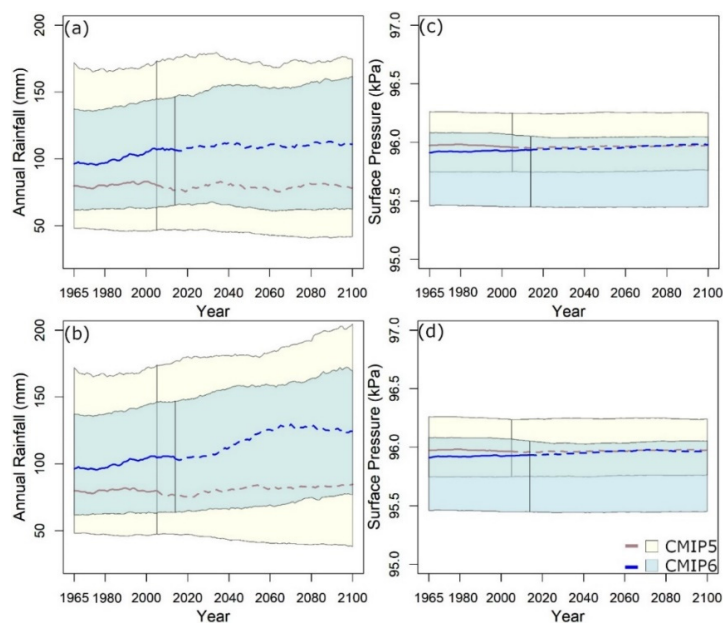 (a)
Annual Rainfall (mm)
200
150
100
50
1965 1980 2000 2020 2040 2060 2080 2100
Year
(c)
Surface Pressure (kPa)
97.0
96.5
96.0
95.5
95.0
1965 1980 2000 2020 2040 2060 2080 2100
Year
(b)
Annual Rainfall (mm)
200
150
100
50
1965 1980 2000 2020 2040 2060 2080 2100
Year
(d)
Surface Pressure (kPa)
97.0
96.5
96.0
95.5
95.0
CMIP5
CMIP6
1965 1980 2000 2020 2040 2060 2080 2100
Year